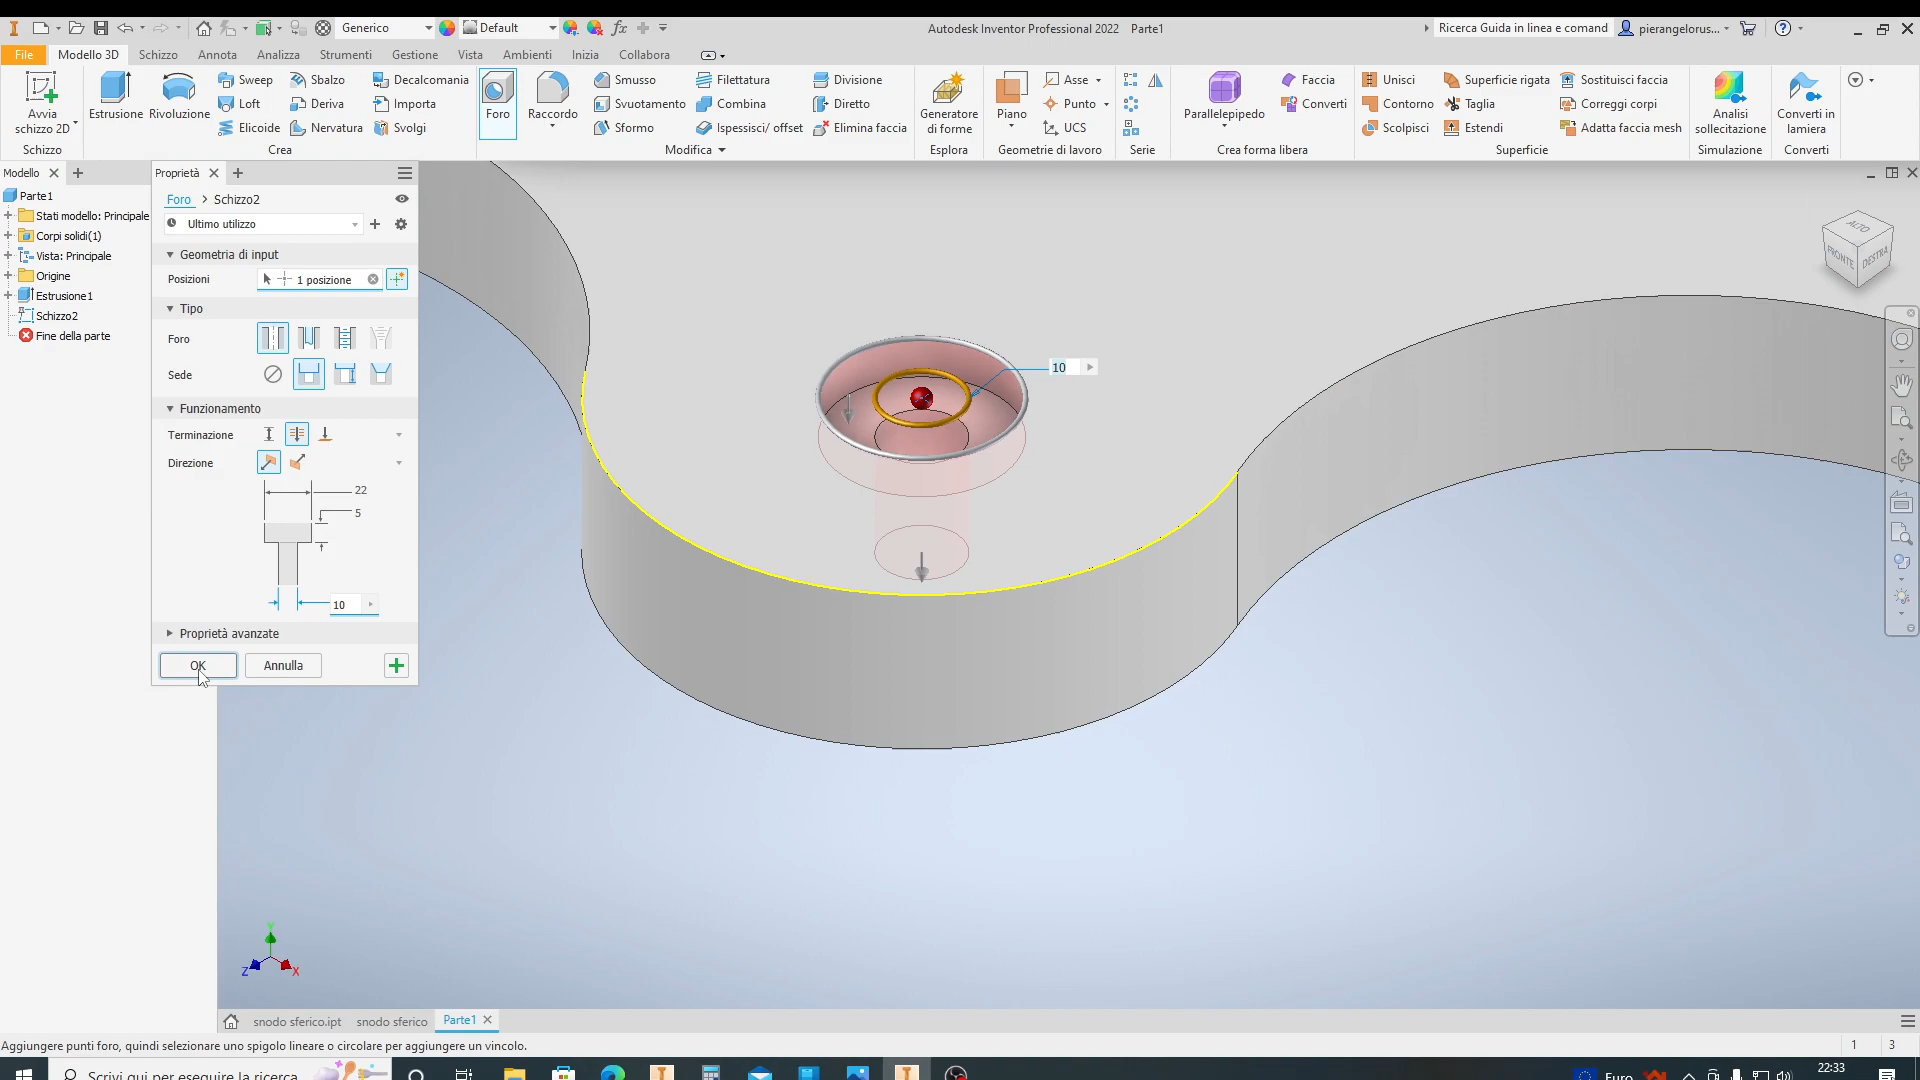 Generico
Default
Autodesk Inventor Professional 2022 Parte1
Ricerca Guida in linea e comand
pierangelorus...
File Modello 3D Schizzo Annota Analizza Strumenti Gestione Vista Ambienti Inizia Collabora
Avvia schizzo 2D
Schizzo
Estrusione
Rivoluzione
Sweep
Loft
Elicoide
Sbalzo
Deriva
Nervatura
Decalcomania
Importa
Svolgi
Crea
Foro
Raccordo
Smusso
Svuotamento
Sformo
Filettatura
Combina
Ispessisci/ offset
Divisione
Diretto
Elimina faccia
Modifica
Generatore di forme
Esplora
Piano
Asse
Punto
UCS
Geometrie di lavoro
Serie
Parallelepipedo
Faccia
Converti
Crea forma libera
Unisci
Contorno
Scolpisci
Superficie rigata
Taglia
Estendi
Sostituisci faccia
Correggi corpi
Adatta faccia mesh
Superficie
Analisi sollecitazione
Simulazione
Converti in lamiera
Converti
Modello
Parte1
Stati modello: Principale
Corpi solidi(1)
Vista: Principale
Origine
Estrusione1
Schizzo2
Fine della parte
Proprietà
Foro > Schizzo2
Ultimo utilizzo
Geometria di input
Posizioni 1 posizione
Tipo
Foro
Sede
Funzionamento
Terminazione
Direzione
22
5
10
Proprietà avanzate
OK Annulla
10
ALTO
FRONTE
DESTRA
Y
Z
X
snodo sferico.ipt snodo sferico Parte1
Aggiungere punti foro, quindi selezionare uno spigolo lineare o circolare per aggiungere un vincolo.
1 3
Scrivi qui per eseguire la ricerca
Euro
22:33